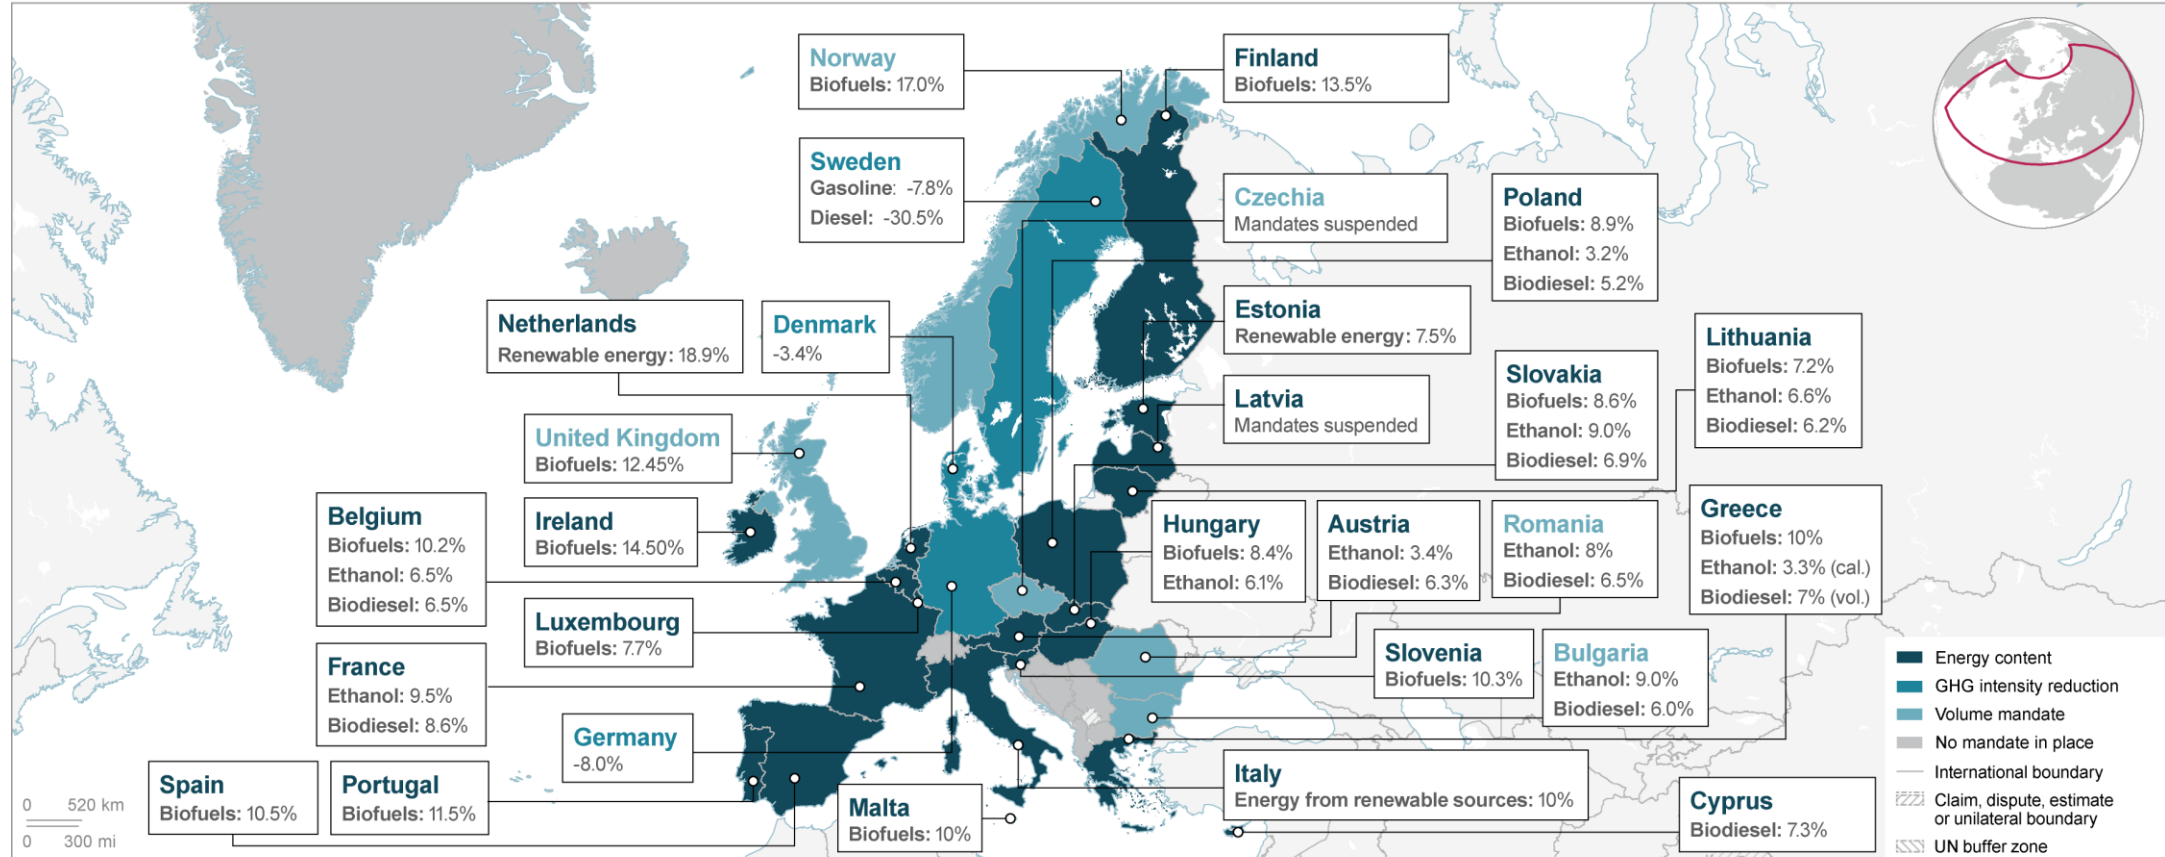 Norway
Biofuels: 17.0%
Finland
Biofuels: 13.5%
Sweden
Gasoline: -7.8%
Diesel: -30.5%
Czechia
Mandates suspended
Poland
Biofuels: 8.9%
Ethanol: 3.2%
Biodiesel: 5.2%
Netherlands
Renewable energy: 18.9%
Denmark
-3.4%
Estonia
Renewable energy: 7.5%
Lithuania
Biofuels: 7.2%
Ethanol: 6.6%
Biodiesel: 6.2%
Slovakia
Biofuels: 8.6%
Ethanol: 9.0%
Biodiesel: 6.9%
Latvia
Mandates suspended
United Kingdom
Biofuels: 12.45%
Belgium
Biofuels: 10.2%
Ethanol: 6.5%
Biodiesel: 6.5%
Ireland
Biofuels: 14.50%
Hungary
Biofuels: 8.4%
Ethanol: 6.1%
Austria
Ethanol: 3.4%
Biodiesel: 6.3%
Romania
Ethanol: 8%
Biodiesel: 6.5%
Greece
Biofuels: 10%
Ethanol: 3.3% (cal.)
Biodiesel: 7% (vol.)
Luxembourg
Biofuels: 7.7%
France
Ethanol: 9.5%
Biodiesel: 8.6%
Slovenia
Biofuels: 10.3%
Bulgaria
Ethanol: 9.0%
Biodiesel: 6.0%
Germany
-8.0%
Spain
Biofuels: 10.5%
Portugal
Biofuels: 11.5%
Malta
Biofuels: 10%
Italy
Energy from renewable sources: 10%
Cyprus
Biodiesel: 7.3%
Energy content
GHG intensity reduction
Volume mandate
No mandate in place
International boundary
Claim, dispute, estimate
or unilateral boundary
UN buffer zone
0 520 km
0 300 mi